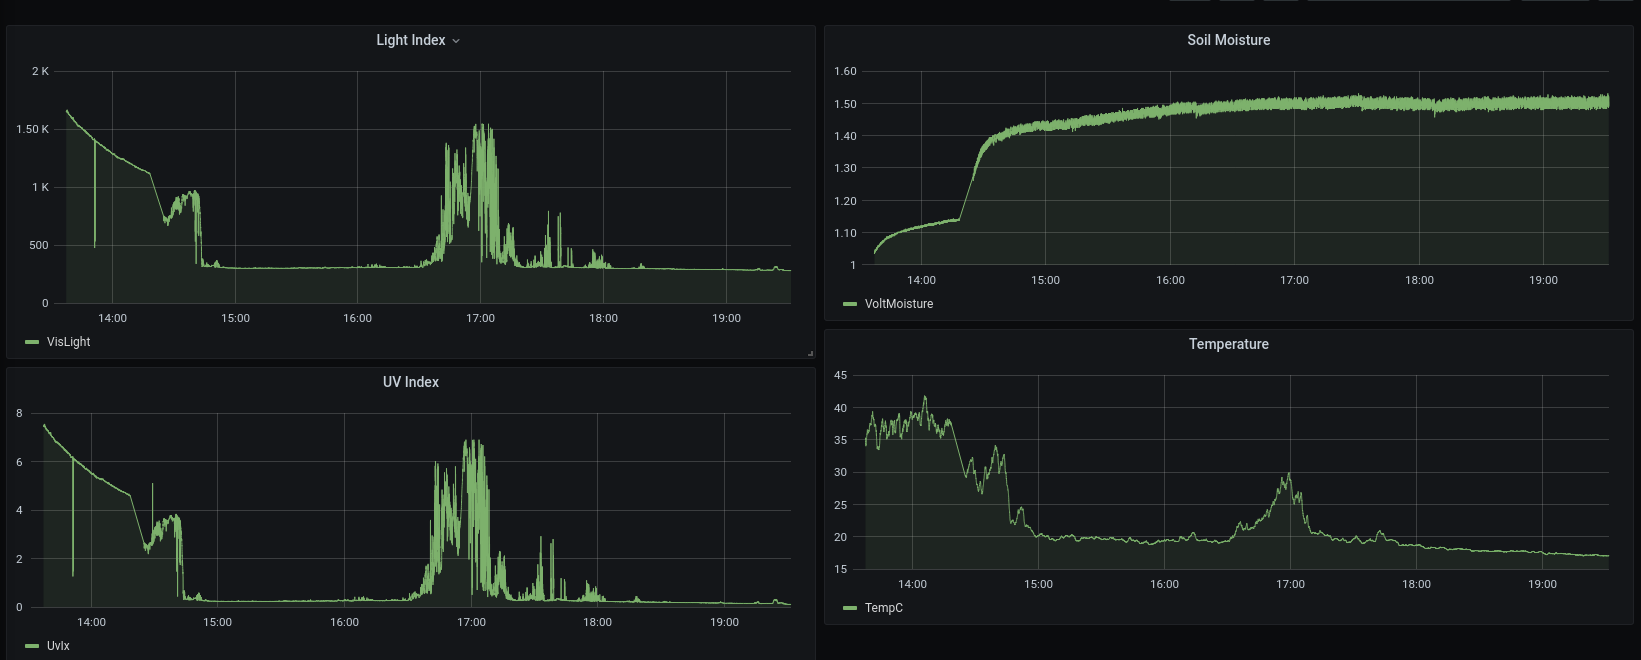 Light Index
2 K
1.50 K
1 K
500
0
14:00 15:00 16:00 17:00 18:00 19:00
VisLight
UV Index
8
6
4
2
0
14:00 15:00 16:00 17:00 18:00 19:00
UvIx
Soil Moisture
1.60
1.50
1.40
1.30
1.20
1.10
1
14:00 15:00 16:00 17:00 18:00 19:00
VoltMoisture
Temperature
45
40
35
30
25
20
15
14:00 15:00 16:00 17:00 18:00 19:00
TempC